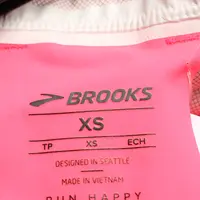 BROOKS
XS
TP XS ECH
DESIGNED IN SEATTLE
MADE IN VIETNAM
RUN HAPPY